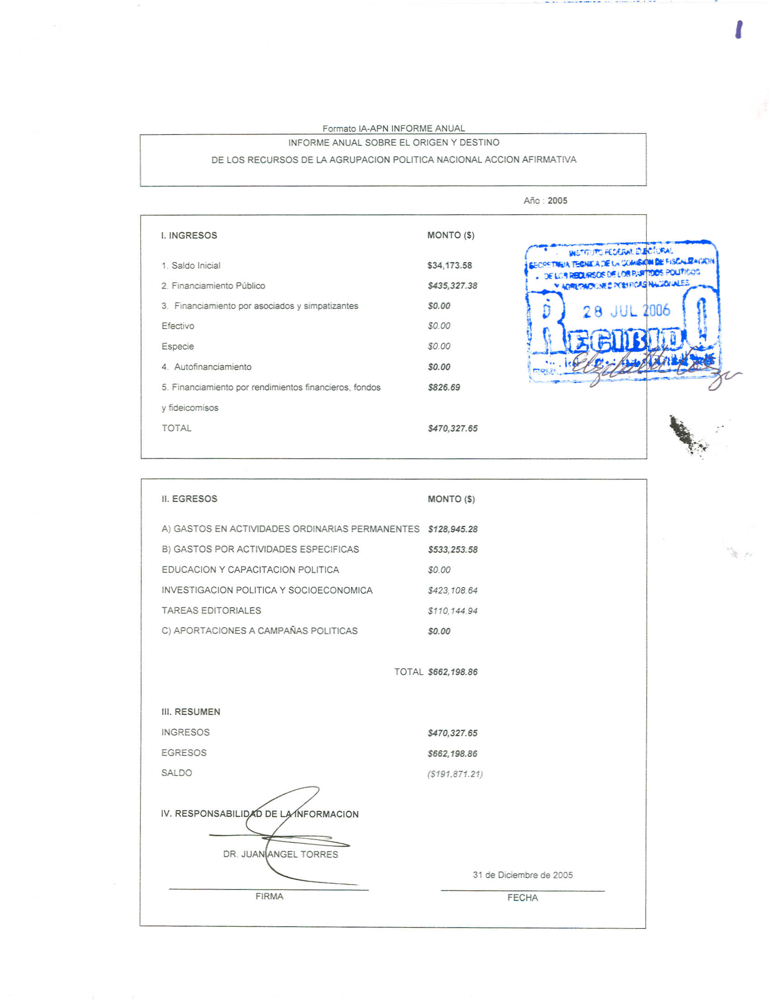 Formato IA-APN INFORME ANUAL
INFORME ANUAL SOBRE EL ORIGEN Y DESTINO
DE LOS RECURSOS DE LA AGRUPACION POLITICA NACIONAL ACCION AFIRMATIVA
Año : 2005
I. INGRESOS MONTO ($)
1. Saldo Inicial $34,173.58
2. Financiamiento Público $435,327.38
3. Financiamiento por asociados y simpatizantes $0.00
Efectivo $0.00
Especie $0.00
4. Autofinanciamiento $0.00
5. Financiamiento por rendimientos financieros, fondos $826.69
y fideicomisos
TOTAL $470,327.65
INSTITUTO FEDERAL ELECTORAL
SECRETARIA TECNICA DE LA COMISION DE FISCALIZACION
DE LOS RECURSOS DE LOS PARTIDOS POLITICOS
Y AGRUPACIONES POLITICAS NACIONALES
28 JUL 2006
RECIBIDO
FIRMA
II. EGRESOS MONTO ($)
A) GASTOS EN ACTIVIDADES ORDINARIAS PERMANENTES $128,945.28
B) GASTOS POR ACTIVIDADES ESPECIFICAS $533,253.58
EDUCACION Y CAPACITACION POLITICA $0.00
INVESTIGACION POLITICA Y SOCIOECONOMICA $423,108.64
TAREAS EDITORIALES $110,144.94
C) APORTACIONES A CAMPAÑAS POLITICAS $0.00
TOTAL $662,198.86
III. RESUMEN
INGRESOS $470,327.65
EGRESOS $662,198.86
SALDO ($191,871.21)
IV. RESPONSABILIDAD DE LA INFORMACION
DR. JUAN ANGEL TORRES
31 de Diciembre de 2005
FIRMA FECHA